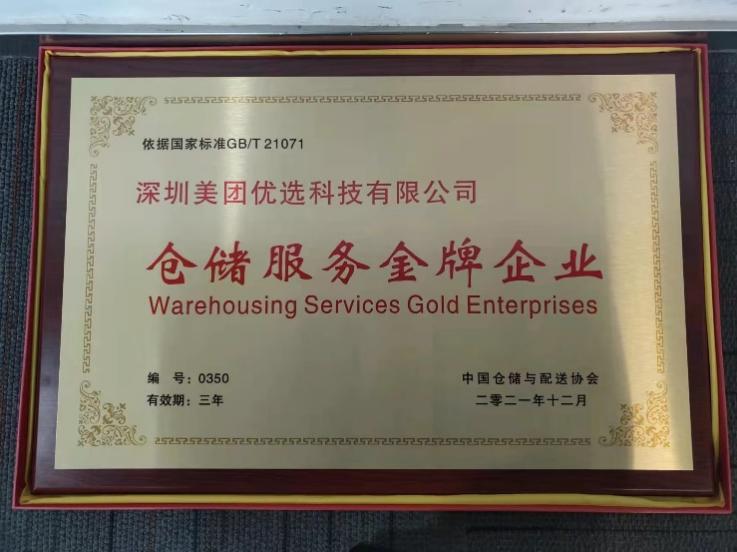 依据国家标准GB/T 21071
深圳美团优选科技有限公司
仓储服务金牌企业
Warehousing Services Gold Enterprises
编 号：0350
有效期：三年
中国仓储与配送协会
二零二一年十二月